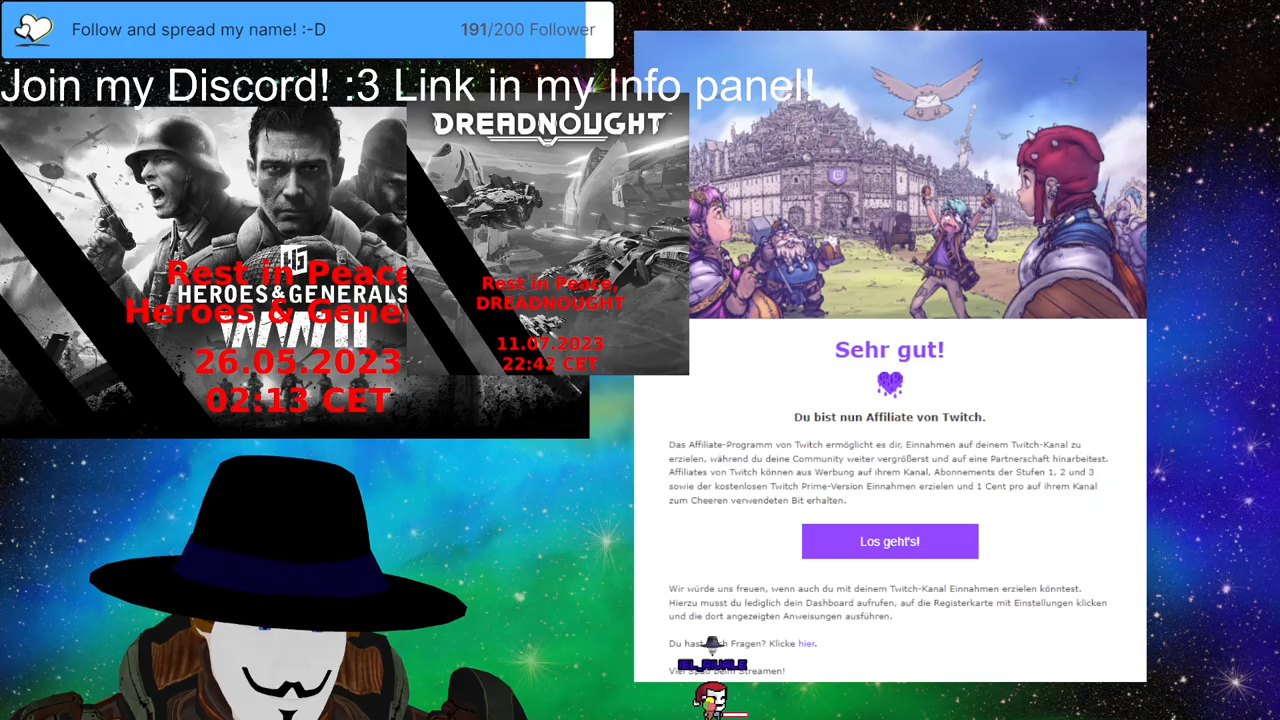 Follow and spread my name! :-D
191/200 Follower
Join my Discord! :3 Link in my Info panel!
DREADNOUGHT
Rest in Peace
HEROES & GENERALS
Heroes & Gene
WWII
26.05.2023
02:13 CET
Rest in Peace,
DREADNOUGHT
11.07.2023
22:42 CET
Sehr gut!
Du bist nun Affiliate von Twitch.
Das Affiliate-Programm von Twitch ermöglicht es dir, Einnahmen auf deinem Twitch-Kanal zu
erzielen, während du deine Community weiter vergrößerst und auf eine Partnerschaft hinarbeitest.
Affiliates von Twitch können aus Werbung auf ihrem Kanal, Abonnements der Stufen 1, 2 und 3
sowie der kostenlosen Twitch Prime-Version Einnahmen erzielen und 1 Cent pro auf ihrem Kanal
zum Cheeren verwendeten Bit erhalten.
Los geht's!
Wir würde uns freuen, wenn auch du mit deinem Twitch-Kanal Einnahmen erzielen könntest.
Hierzu musst du lediglich dein Dashboard aufrufen, auf die Registerkarte mit Einstellungen klicken
und die dort angezeigten Anweisungen ausführen.
Du hast Fragen? Klicke hier.
Streamen!